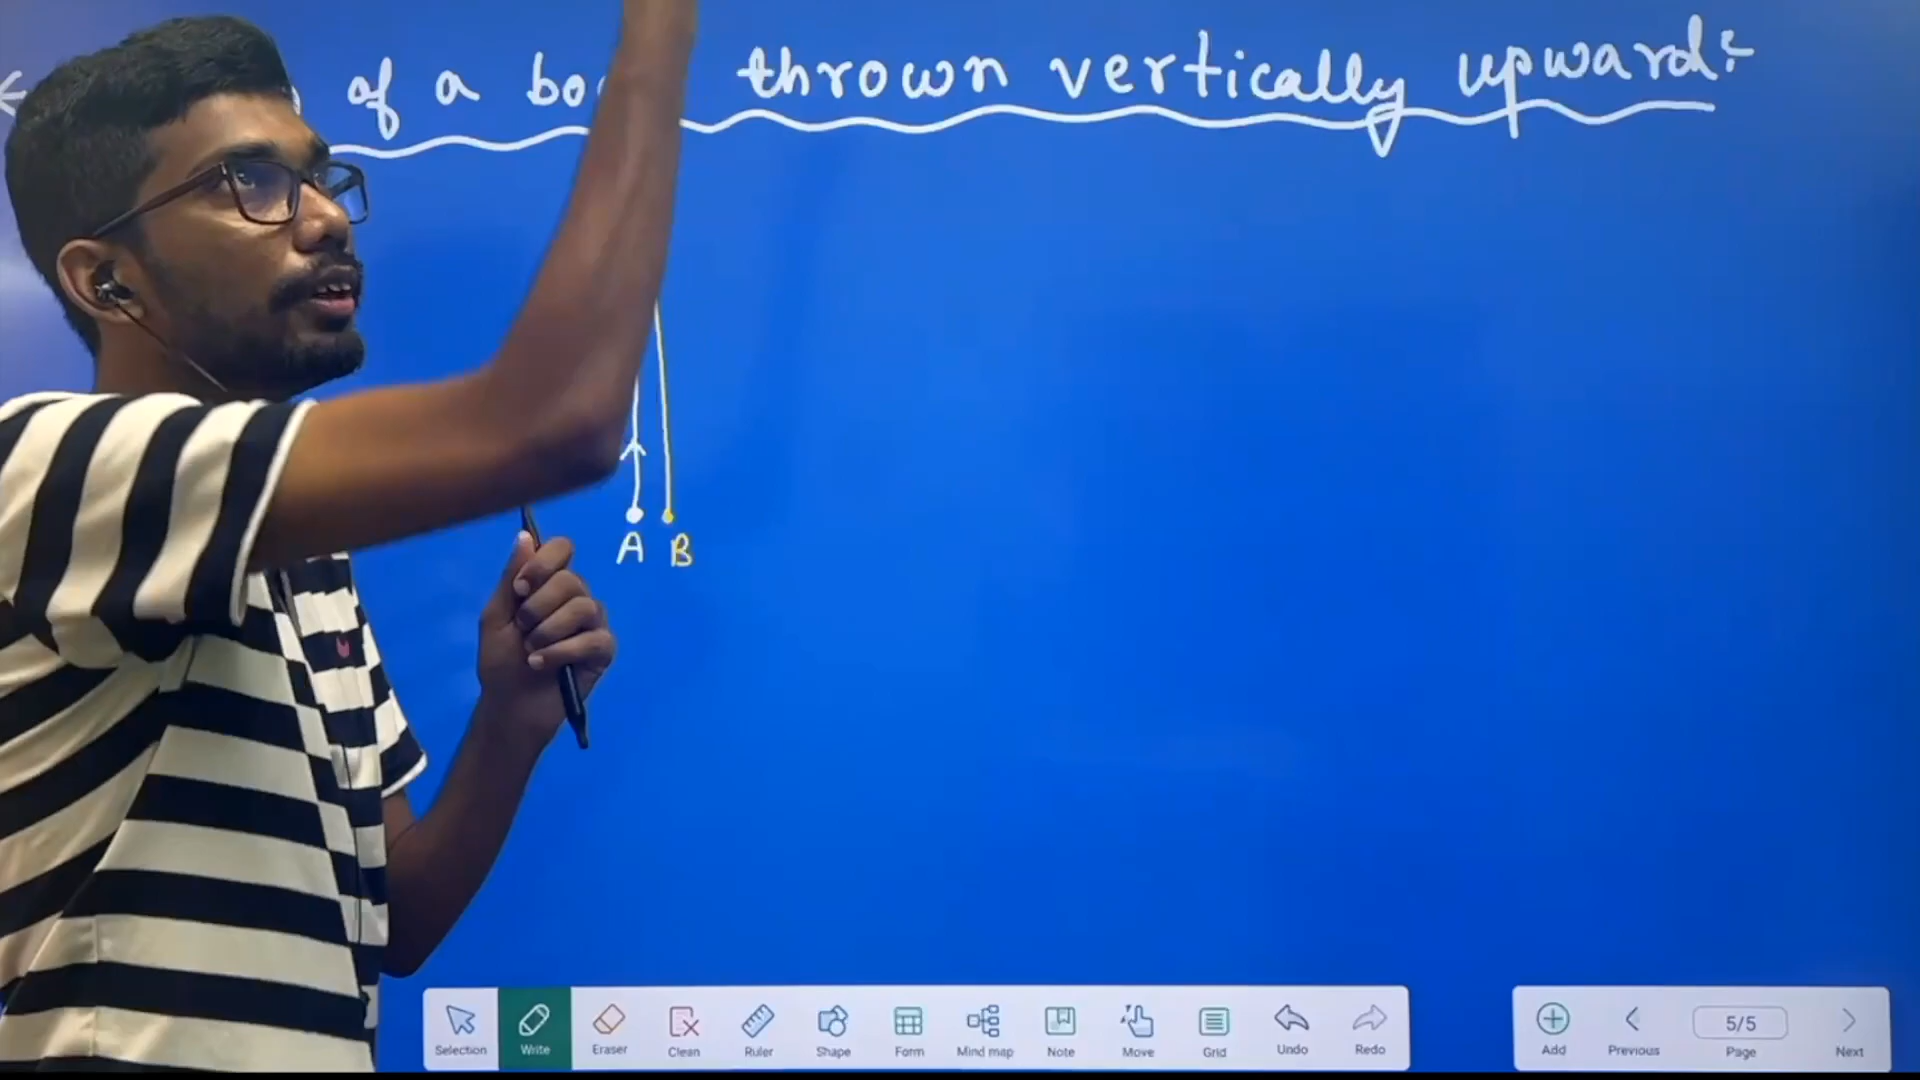 of a bo thrown vertically upward:
A B
Selection Write Eraser Clean Ruler Shape Form Mind map Note Move Grid Undo Redo
Add Previous 5/5 Page Next